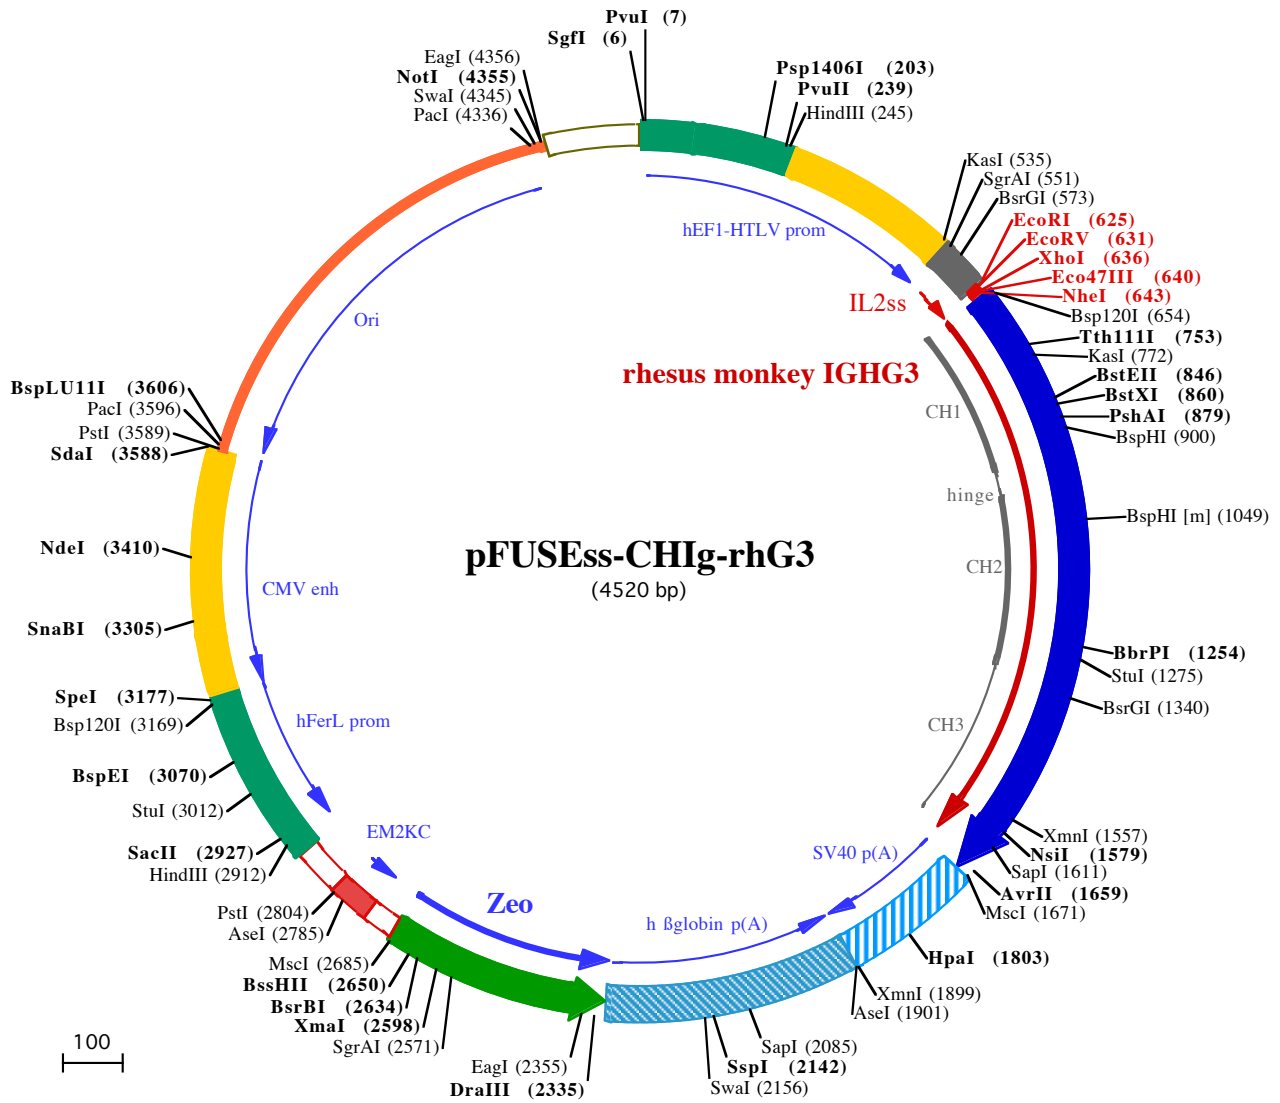 PvuI (7)
SgfI (6)
EagI (4356)
NotI (4355)
SwaI (4345)
PacI (4336)
Psp1406I (203)
PvuII (239)
HindIII (245)
KasI (535)
SgrAI (551)
BsrGI (573)
EcoRI (625)
EcoRV (631)
XhoI (636)
Eco47III (640)
NheI (643)
Bsp120I (654)
Tth111I (753)
KasI (772)
BstEII (846)
BstXI (860)
PshAI (879)
BspHI (900)
BspHI [m] (1049)
BbrPI (1254)
StuI (1275)
BsrGI (1340)
XmnI (1557)
NsiI (1579)
SapI (1611)
AvrII (1659)
MscI (1671)
HpaI (1803)
XmnI (1899)
AseI (1901)
SapI (2085)
SspI (2142)
SwaI (2156)
DraIII (2335)
EagI (2355)
SgrAI (2571)
XmaI (2598)
BsrBI (2634)
BssHII (2650)
MscI (2685)
AseI (2785)
PstI (2804)
HindIII (2912)
SacII (2927)
StuI (3012)
BspEI (3070)
Bsp120I (3169)
SpeI (3177)
SnaBI (3305)
NdeI (3410)
SdaI (3588)
PstI (3589)
PacI (3596)
BspLU11I (3606)
hEF1-HTLV prom
IL2ss
rhesus monkey IGHG3
CH1
hinge
CH2
CH3
SV40 p(A)
h ßglobin p(A)
Zeo
EM2KC
hFerL prom
CMV enh
Ori
pFUSEss-CHIg-rhG3
(4520 bp)
100